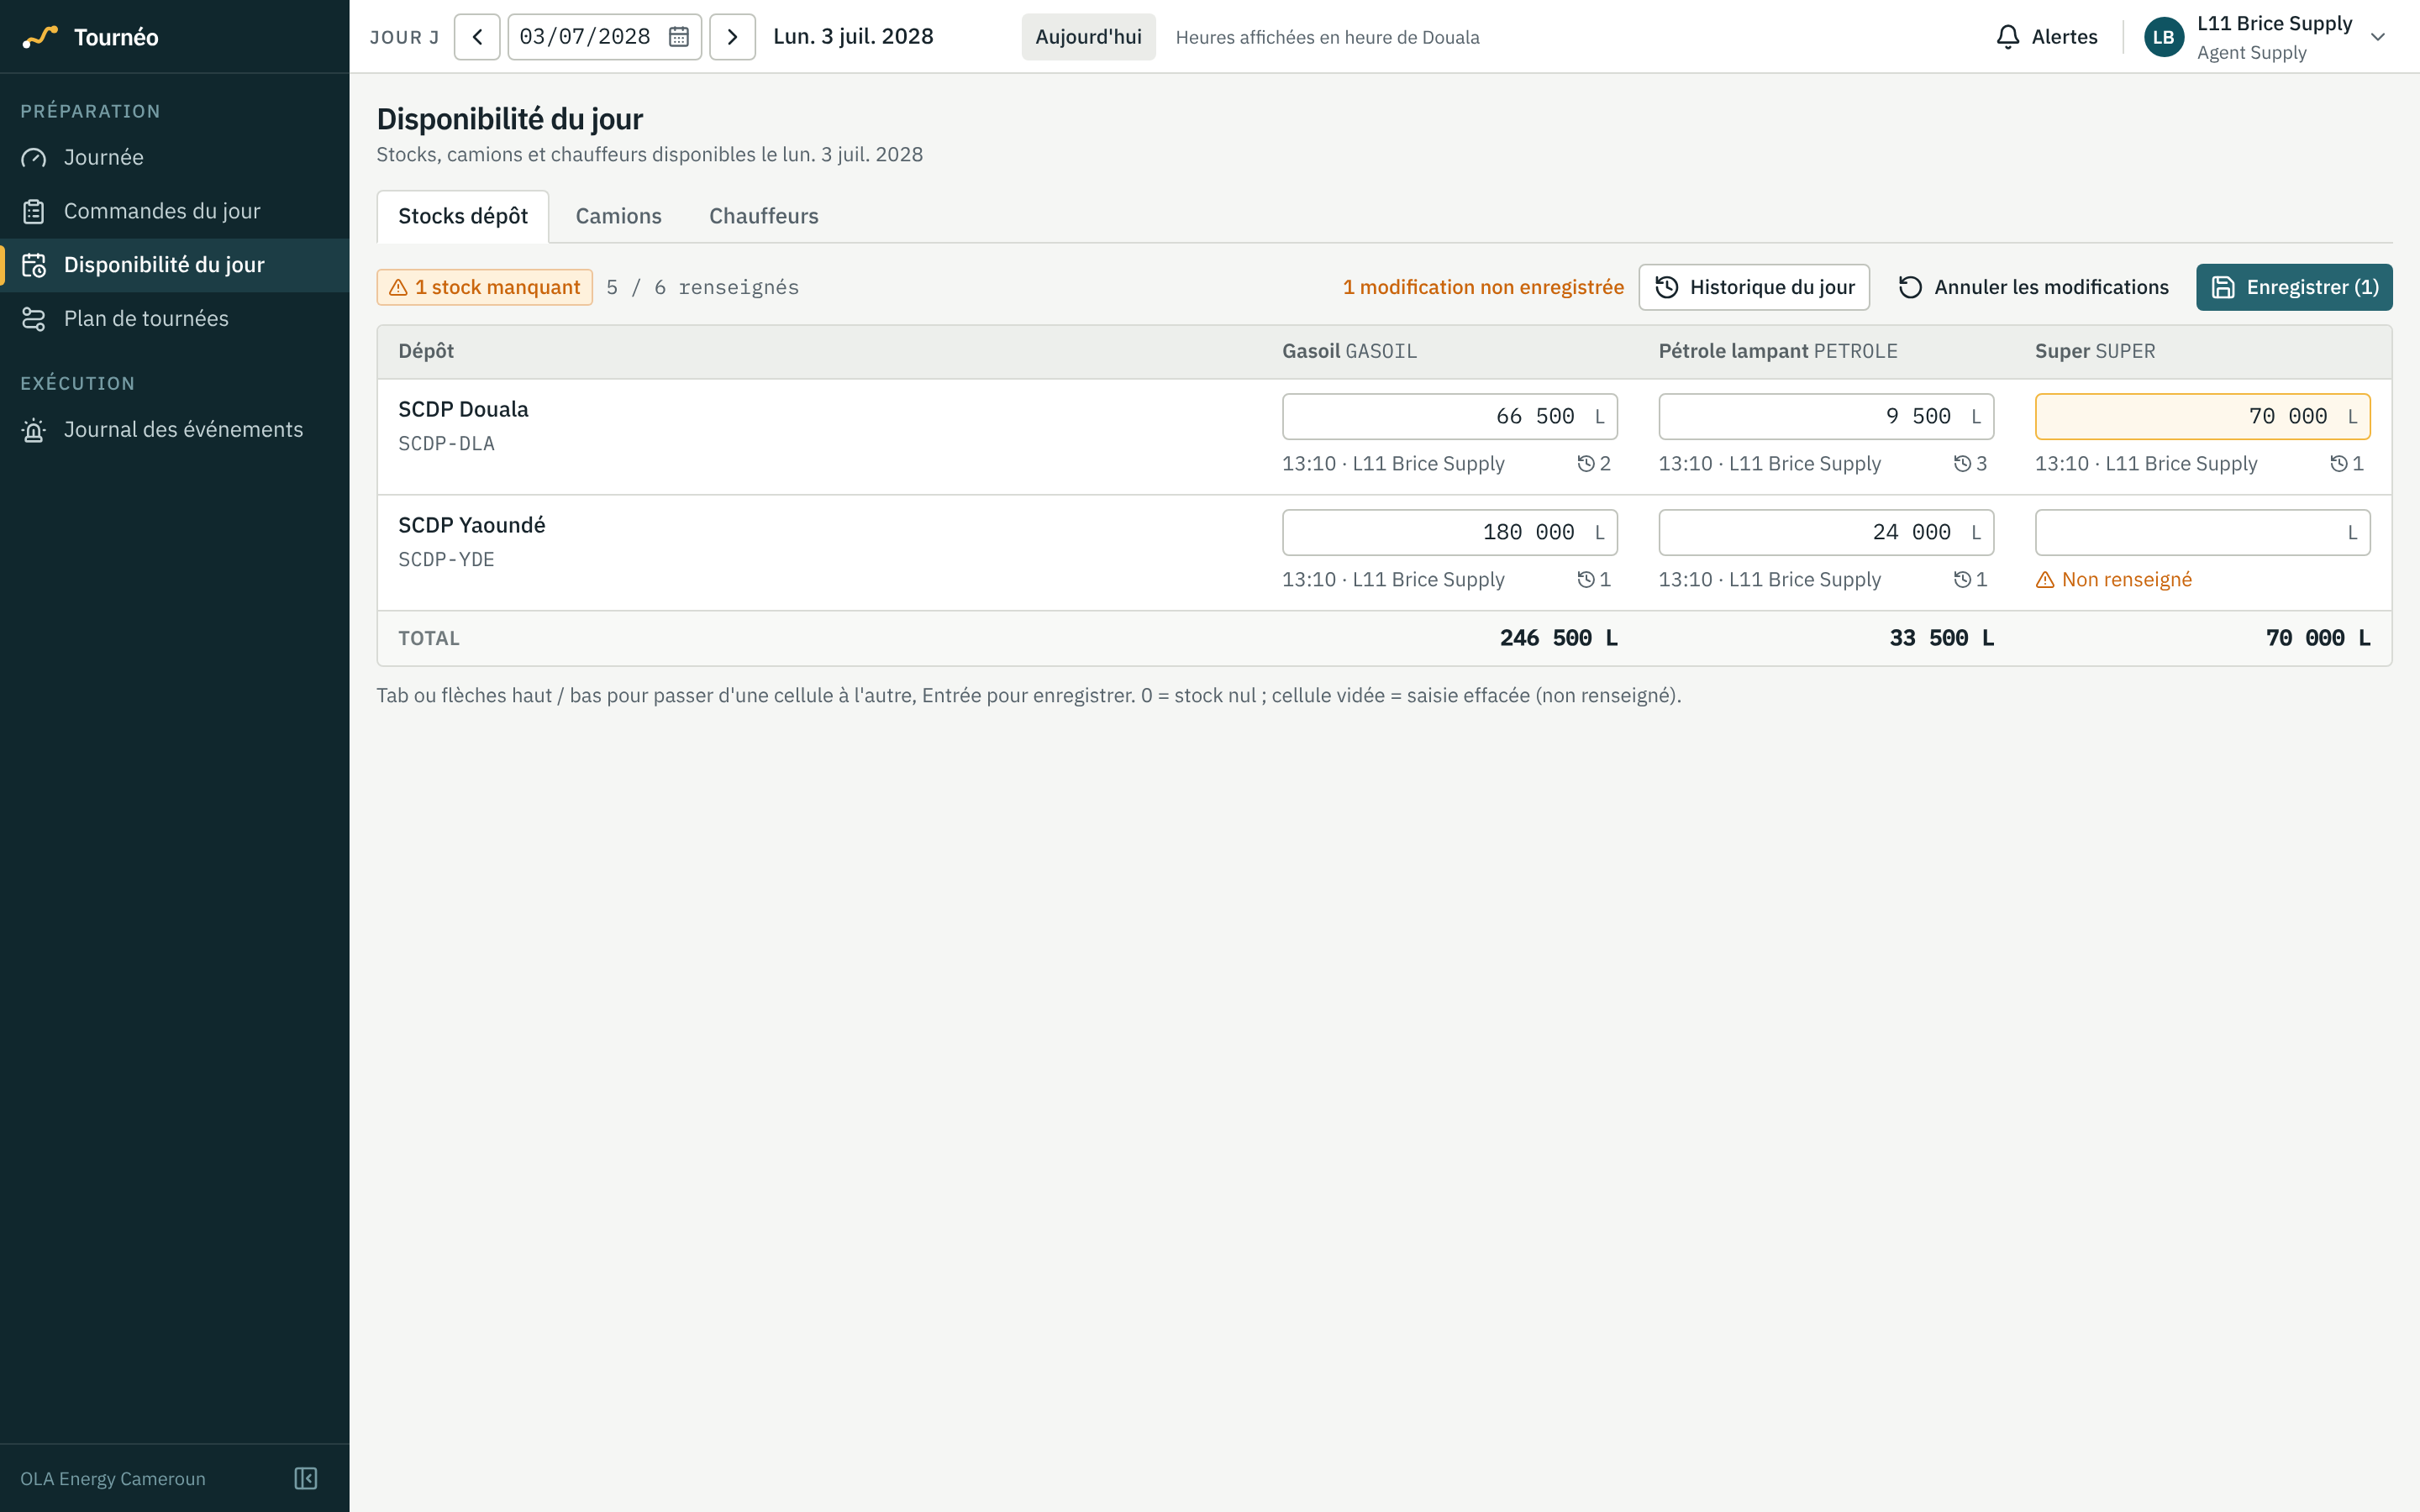 Tournéo
JOUR J
03/07/2028
Lun. 3 juil. 2028
Aujourd'hui
Heures affichées en heure de Douala
Alertes
LB
L11 Brice Supply
Agent Supply
PRÉPARATION
Journée
Commandes du jour
Disponibilité du jour
Plan de tournées
EXÉCUTION
Journal des événements
OLA Energy Cameroun
Disponibilité du jour
Stocks, camions et chauffeurs disponibles le lun. 3 juil. 2028
Stocks dépôt
Camions
Chauffeurs
1 stock manquant
5 / 6 renseignés
1 modification non enregistrée
Historique du jour
Annuler les modifications
Enregistrer (1)
Dépôt
Gasoil GASOIL
Pétrole lampant PETROLE
Super SUPER
SCDP Douala
SCDP-DLA
66 500 L
13:10 · L11 Brice Supply
2
9 500 L
13:10 · L11 Brice Supply
3
70 000 L
13:10 · L11 Brice Supply
1
SCDP Yaoundé
SCDP-YDE
180 000 L
13:10 · L11 Brice Supply
1
24 000 L
13:10 · L11 Brice Supply
1
L
Non renseigné
TOTAL
246 500 L
33 500 L
70 000 L
Tab ou flèches haut / bas pour passer d'une cellule à l'autre, Entrée pour enregistrer. 0 = stock nul ; cellule vidée = saisie effacée (non renseigné).